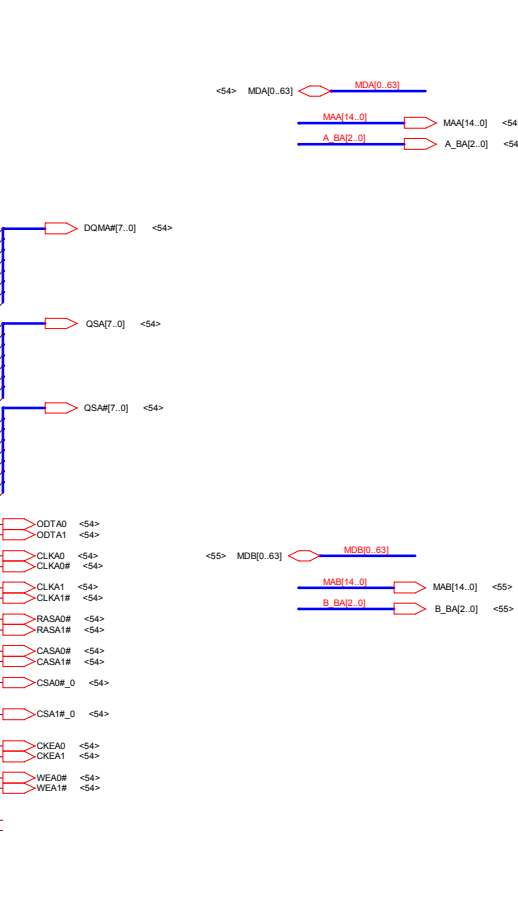 <54> MDA[0..63] MDA[0..63]
MAA[14..0] MAA[14..0] <54
A_BA[2..0] A_BA[2..0] <54
DQMA#[7..0] <54>
QSA[7..0] <54>
QSA#[7..0] <54>
ODTA0 <54>
ODTA1 <54>
<55> MDB[0..63] MDB[0..63]
CLKA0 <54>
CLKA0# <54>
CLKA1 <54>
MAB[14..0] MAB[14..0] <55>
CLKA1# <54>
B_BA[2..0] B_BA[2..0] <55>
RASA0# <54>
RASA1# <54>
CASA0# <54>
CASA1# <54>
CSA0#_0 <54>
CSA1#_0 <54>
CKEA0 <54>
CKEA1 <54>
WEA0# <54>
WEA1# <54>